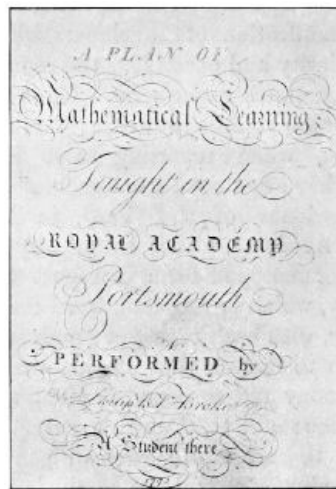 A PLAN OF
Mathematical Learning;
Taught in the
ROYAL ACADEMY
Portsmouth
PERFORMED by
A Student there